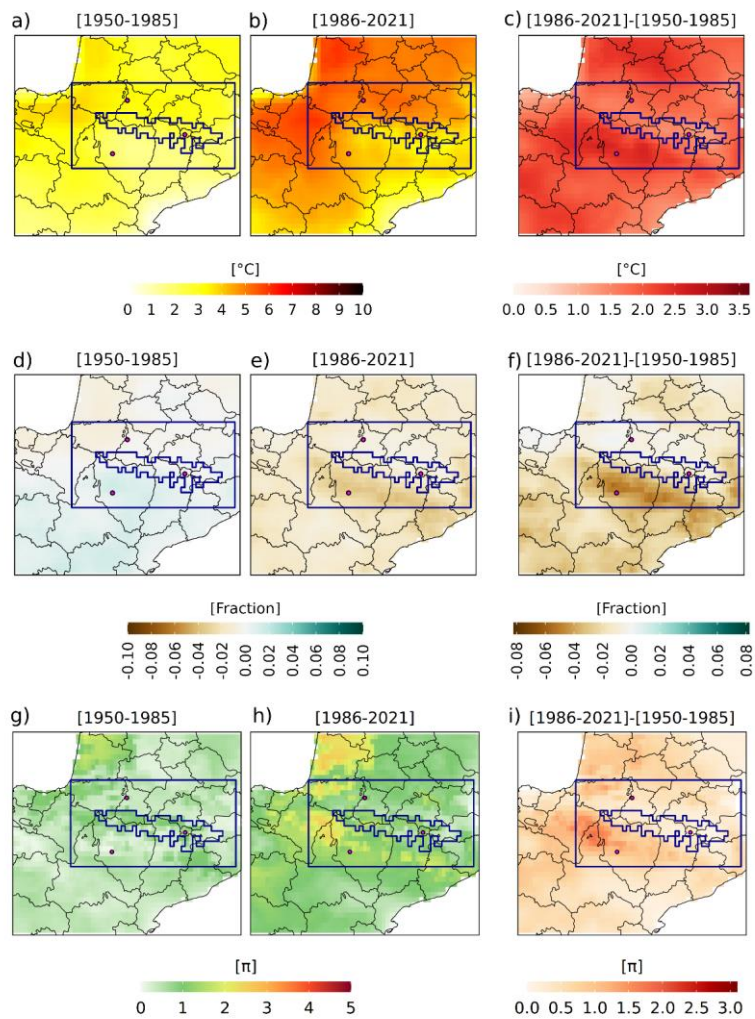 a) [1950-1985] b) [1986-2021] c) [1986-2021]-[1950-1985]
[°C] [°C]
0 1 2 3 4 5 6 7 8 9 10 0.0 0.5 1.0 1.5 2.0 2.5 3.0 3.5
d) [1950-1985] e) [1986-2021] f) [1986-2021]-[1950-1985]
[Fraction] [Fraction]
-0.10 -0.08 -0.06 -0.04 -0.02 0.00 0.02 0.04 0.06 0.08 0.10 -0.08 -0.06 -0.04 -0.02 0.00 0.02 0.04 0.06 0.08
g) [1950-1985] h) [1986-2021] i) [1986-2021]-[1950-1985]
[π] [π]
0 1 2 3 4 5 0.0 0.5 1.0 1.5 2.0 2.5 3.0